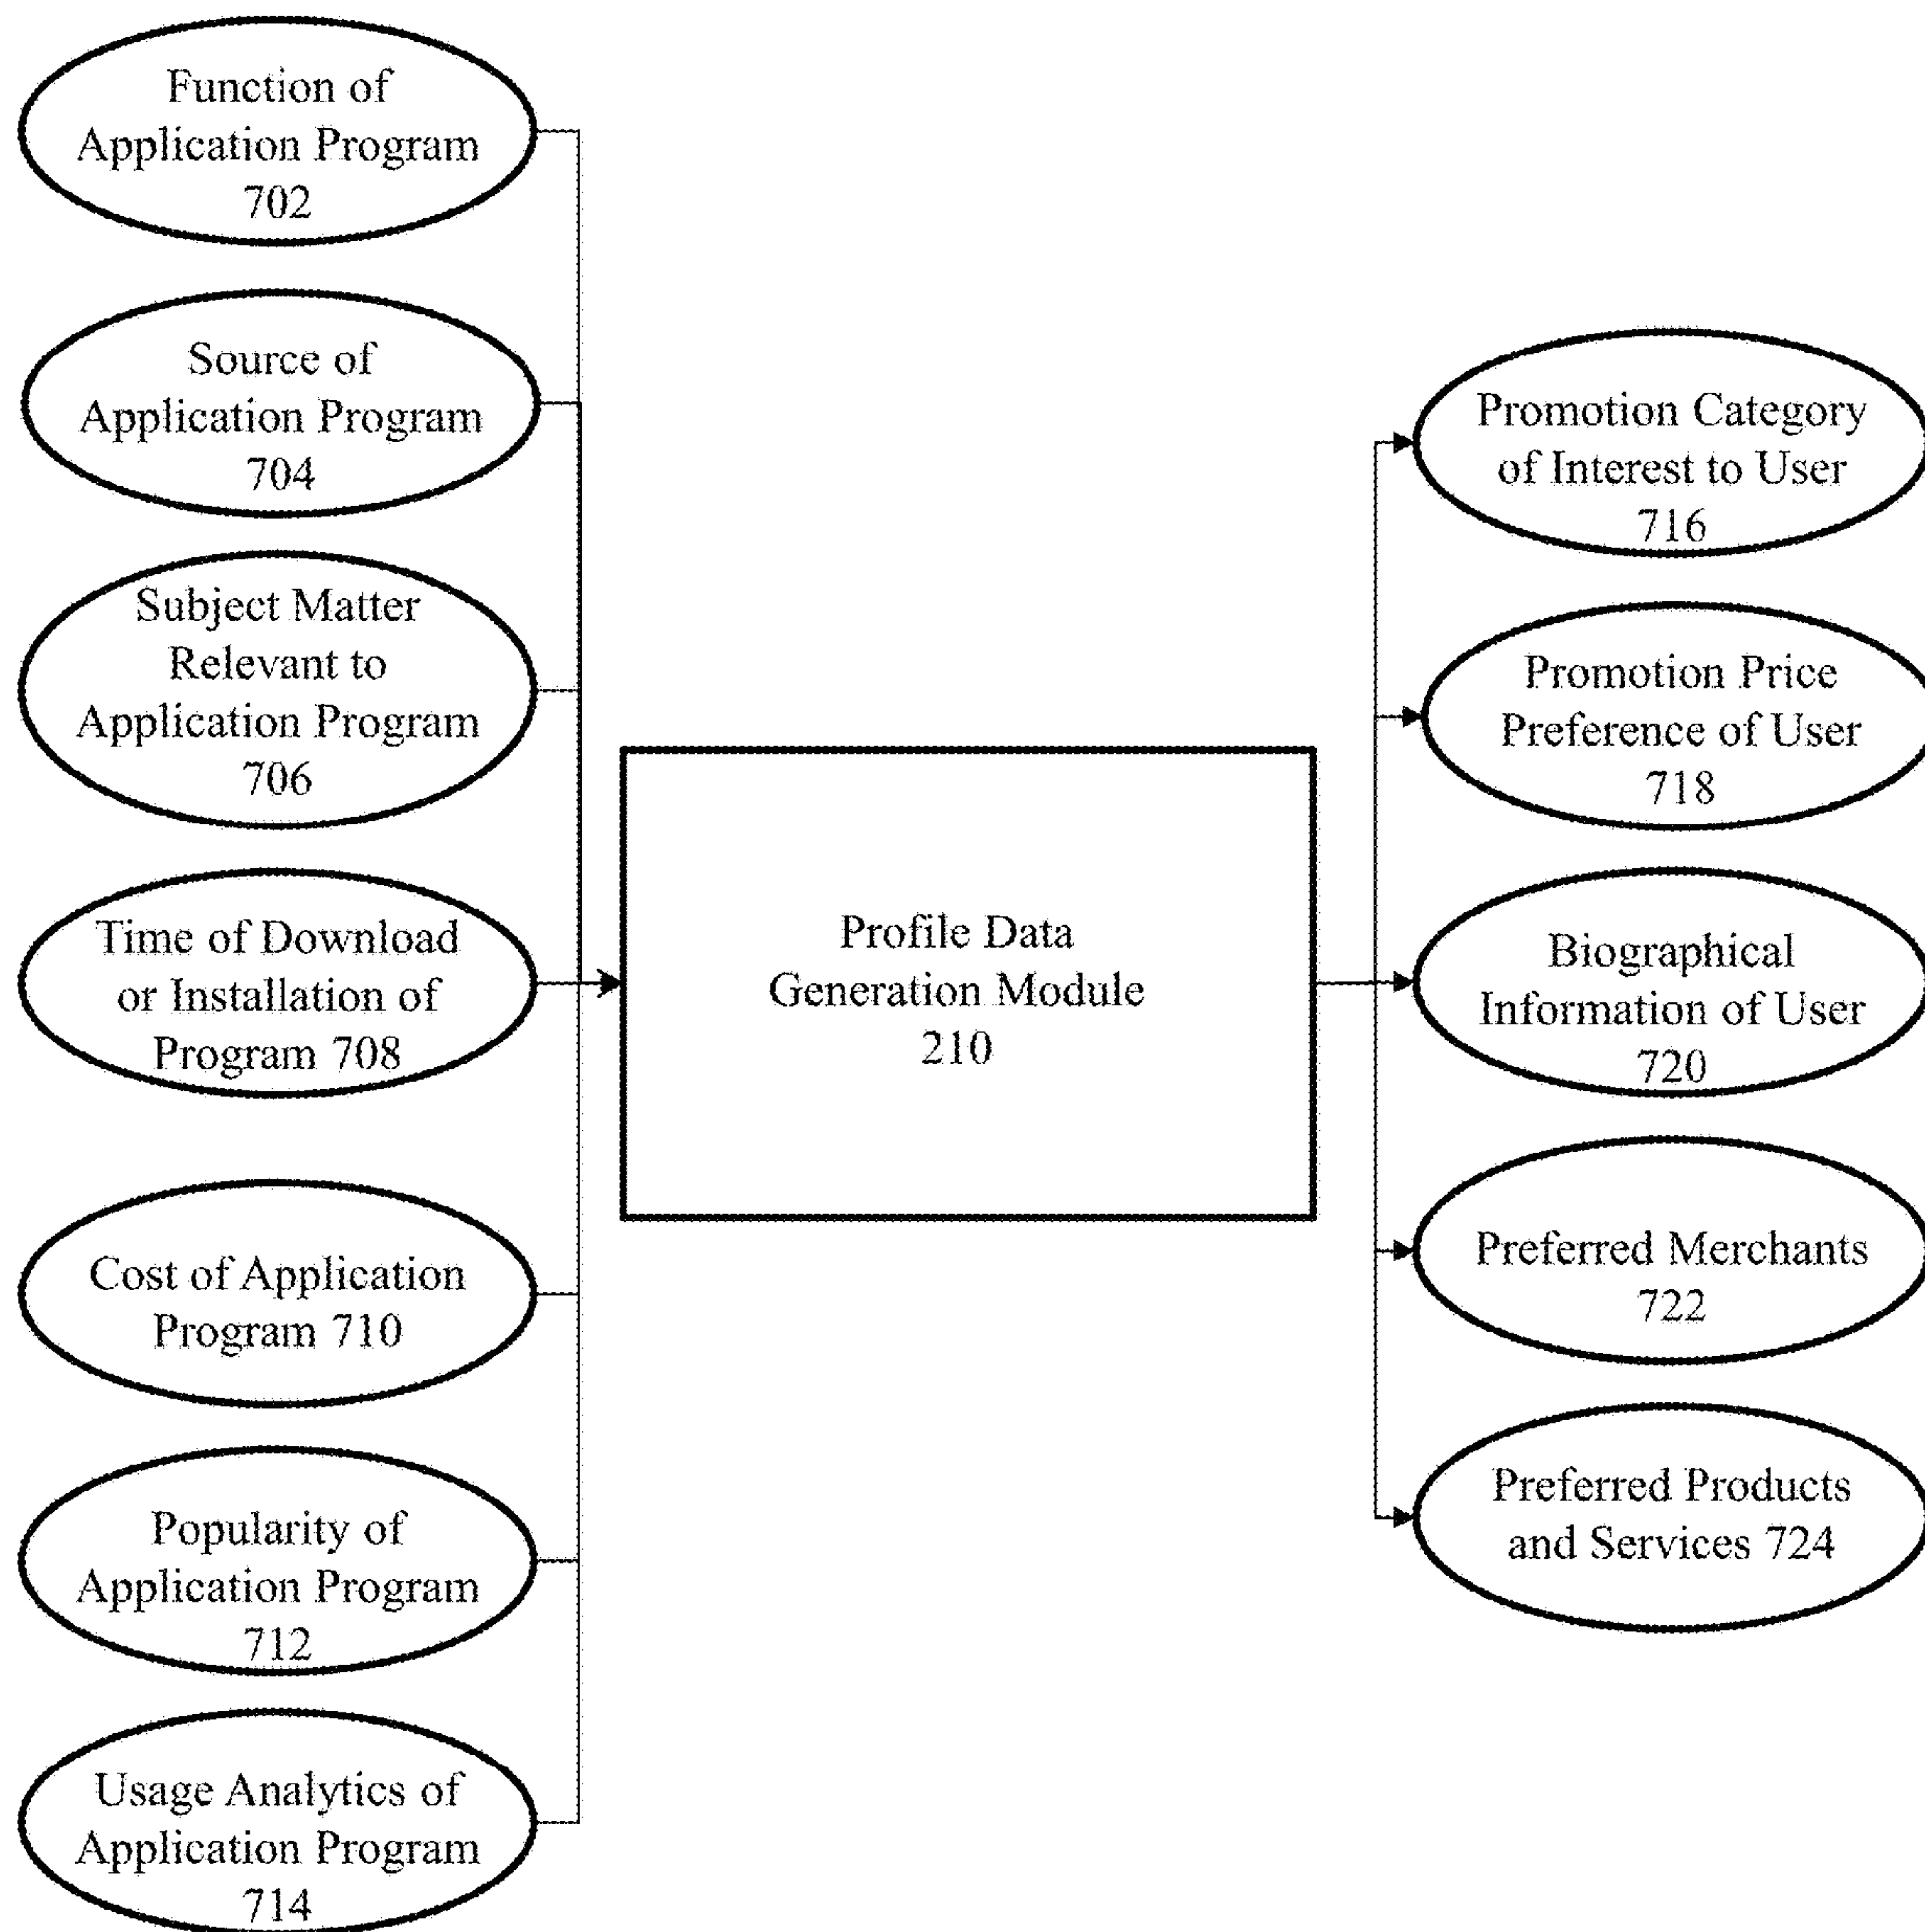 Function of
Application Program
702
Source of
Application Program
704
Subject Matter
Relevant to
Application Program
706
Time of Download
or Installation of
Program 708
Cost of Application
Program 710
Popularity of
Application Program
712
Usage Analytics of
Application Program
714
Profile Data
Generation Module
210
Promotion Category
of Interest to User
716
Promotion Price
Preference of User
718
Biographical
Information of User
720
Preferred Merchants
722
Preferred Products
and Services 724